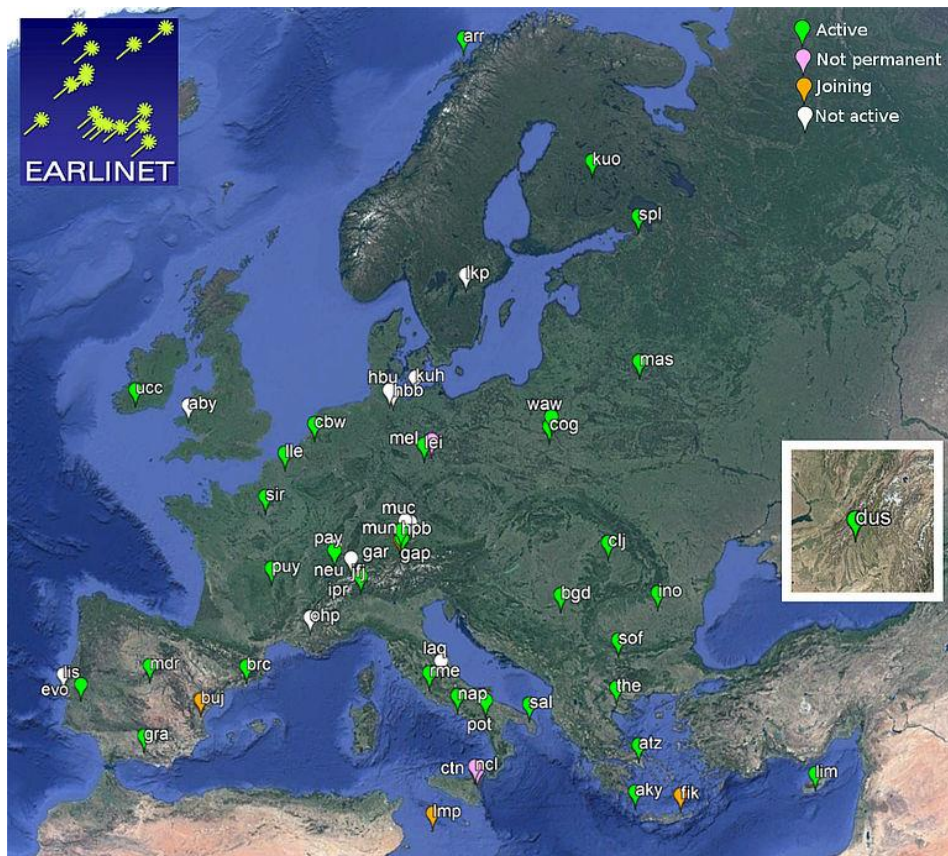 arr
Active
Not permanent
Joining
Not active
EARLINET
kuo
spl
lkp
mas
ucc
aby
hbu
kuh
hbb
cbw
waw
cog
mel
lei
lle
sir
muc
mun
hpb
gar
gap
pay
neu
jfj
ipr
puy
clj
dus
bgd
ino
ohp
sof
laq
rme
lis
evo
mdr
brc
buj
nap
pot
sal
the
gra
atz
ctn
ncl
lim
aky
fik
lmp